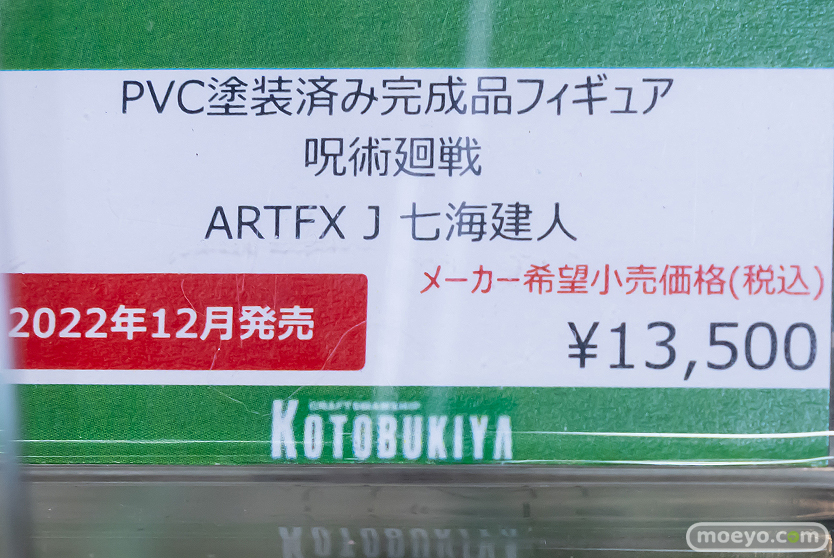 PVC塗装済み完成品フィギュア
呪術廻戦
ARTFX J 七海建人
メーカー希望小売価格(税込)
2022年12月発売
¥13,500
CRAFTSMANSHIP
KOTOBUKIYA
KOTOBUKIYA
moeyo.com